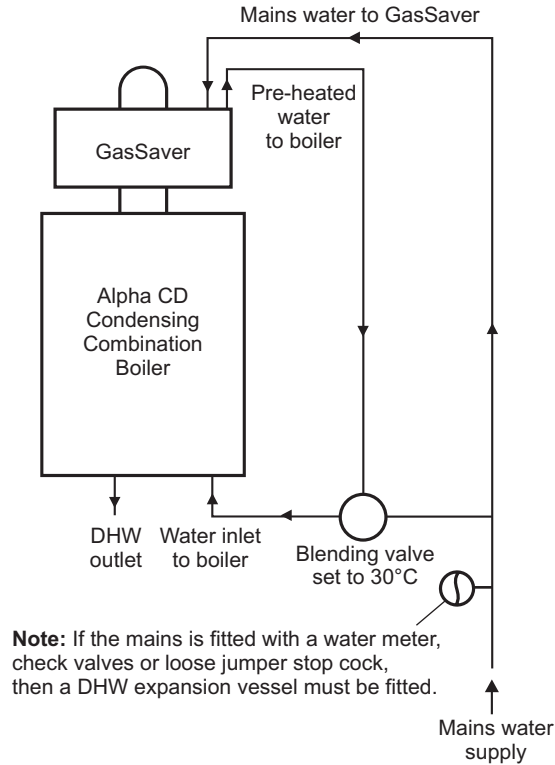 Mains water to GasSaver
Pre-heated
water
to boiler
GasSaver
Alpha CD
Condensing
Combination
Boiler
DHW
outlet
Water inlet
to boiler
Blending valve
set to 30°C
Note: If the mains is fitted with a water meter,
check valves or loose jumper stop cock,
then a DHW expansion vessel must be fitted.
Mains water
supply